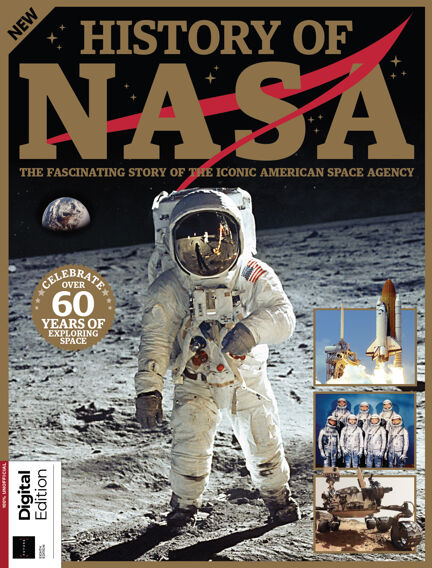 NEW
HISTORY OF
NASA
THE FASCINATING STORY OF THE ICONIC AMERICAN SPACE AGENCY
CELEBRATE
OVER
60
YEARS OF
EXPLORING
SPACE
100% UNOFFICIAL
Digital
Edition